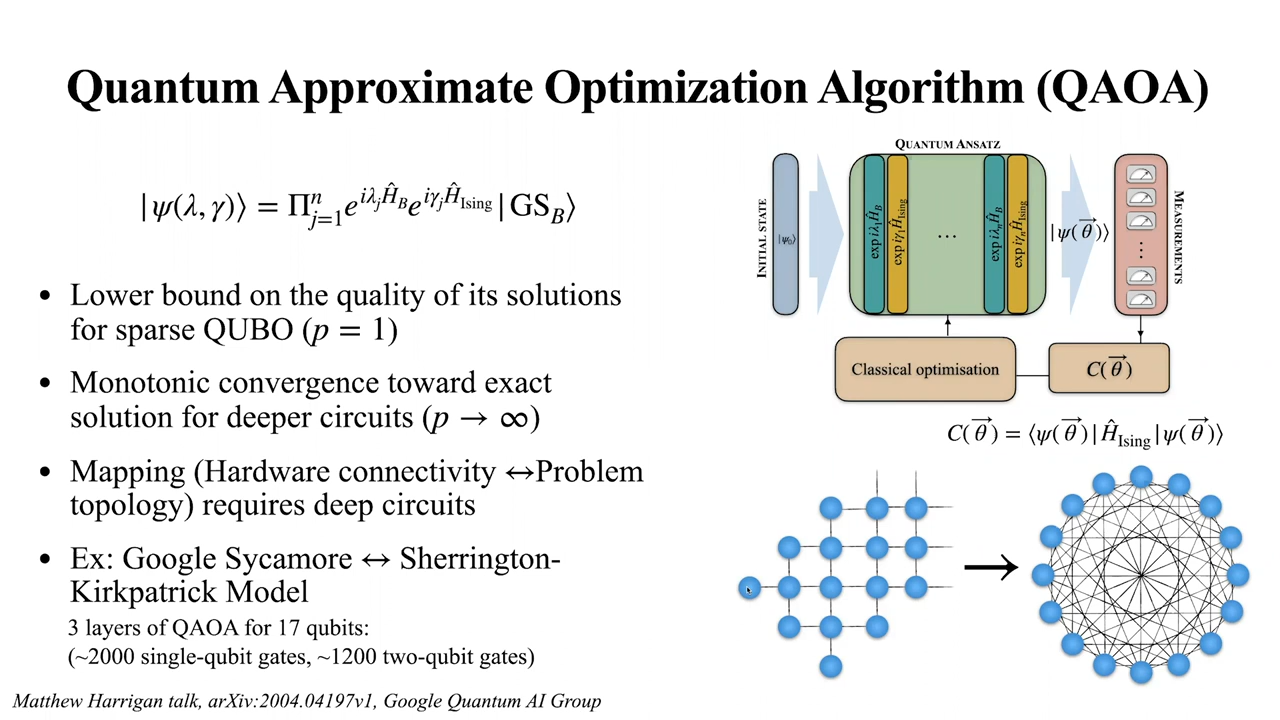 Quantum Approximate Optimization Algorithm (QAOA)
|ψ(λ, γ)⟩ = Π_{j=1}^{n} e^{iλ_jĤ_B} e^{iγ_jĤ_Ising} |GS_B⟩
• Lower bound on the quality of its solutions
for sparse QUBO (p = 1)
• Monotonic convergence toward exact
solution for deeper circuits (p → ∞)
• Mapping (Hardware connectivity ↔Problem
topology) requires deep circuits
• Ex: Google Sycamore ↔ Sherrington-
Kirkpatrick Model
3 layers of QAOA for 17 qubits:
(~2000 single-qubit gates, ~1200 two-qubit gates)
Matthew Harrigan talk, arXiv:2004.04197v1, Google Quantum AI Group
QUANTUM ANSATZ
INITIAL STATE
|ψ₀⟩
exp iλ₁Ĥ_B
exp iγ₁Ĥ_Ising
...
exp iλ_nĤ_B
exp iγ_nĤ_Ising
|ψ(θ⃗)⟩
MEASUREMENTS
Classical optimisation
C(θ⃗)
C(θ⃗) = ⟨ψ(θ⃗)|Ĥ_Ising|ψ(θ⃗)⟩